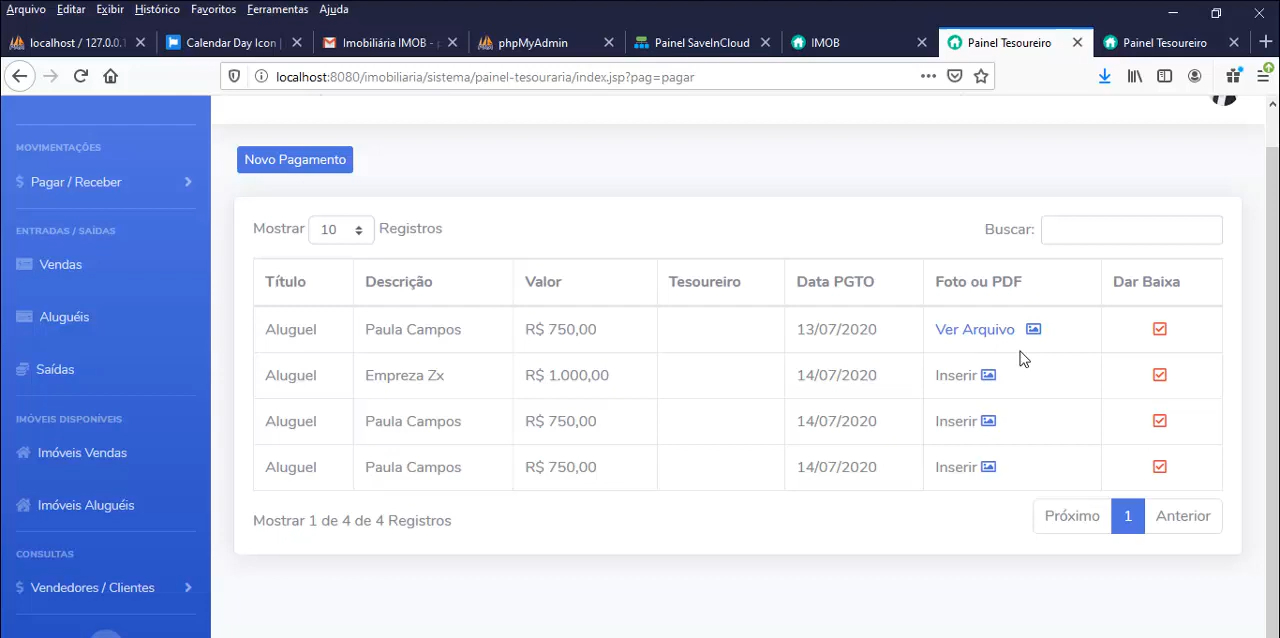 Arquivo Editar Exibir Histórico Favoritos Ferramentas Ajuda
localhost / 127.0.0.1
Calendar Day Icon |
Imobiliária IMOB -
phpMyAdmin
Painel SaveInCloud
IMOB
Painel Tesoureiro
Painel Tesoureiro
localhost:8080/imobiliaria/sistema/painel-tesouraria/index.jsp?pag=pagar
MOVIMENTAÇÕES
Pagar / Receber
ENTRADAS / SAÍDAS
Vendas
Aluguéis
Saídas
IMÓVEIS DISPONÍVEIS
Imóveis Vendas
Imóveis Aluguéis
CONSULTAS
Vendedores / Clientes
Novo Pagamento
Mostrar 10 Registros
Buscar:
Título Descrição Valor Tesoureiro Data PGTO Foto ou PDF Dar Baixa
Aluguel Paula Campos R$ 750,00 13/07/2020 Ver Arquivo
Aluguel Empreza Zx R$ 1.000,00 14/07/2020 Inserir
Aluguel Paula Campos R$ 750,00 14/07/2020 Inserir
Aluguel Paula Campos R$ 750,00 14/07/2020 Inserir
Mostrar 1 de 4 de 4 Registros
Próximo 1 Anterior